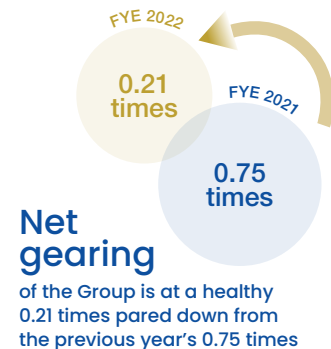 FYE 2022
0.21
times
FYE 2021
0.75
times
Net
gearing
of the Group is at a healthy
0.21 times pared down from
the previous year's 0.75 times